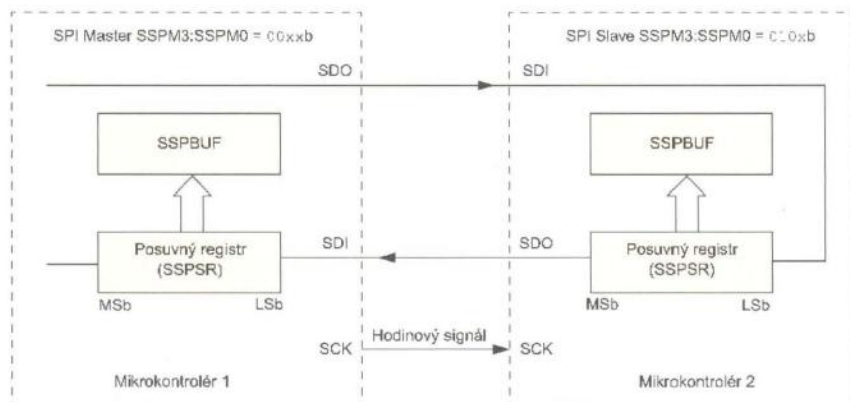 SPI Master SSPM3:SSPM0 = 00xxb
SPI Slave SSPM3:SSPM0 = 010xb
SDO
SDI
SSPBUF
SSPBUF
Posuvný registr
(SSPSR)
SDI
SDO
Posuvný registr
(SSPSR)
MSb
LSb
MSb
LSb
SCK
Hodinový signál
SCK
Mikrokontrolér 1
Mikrokontrolér 2